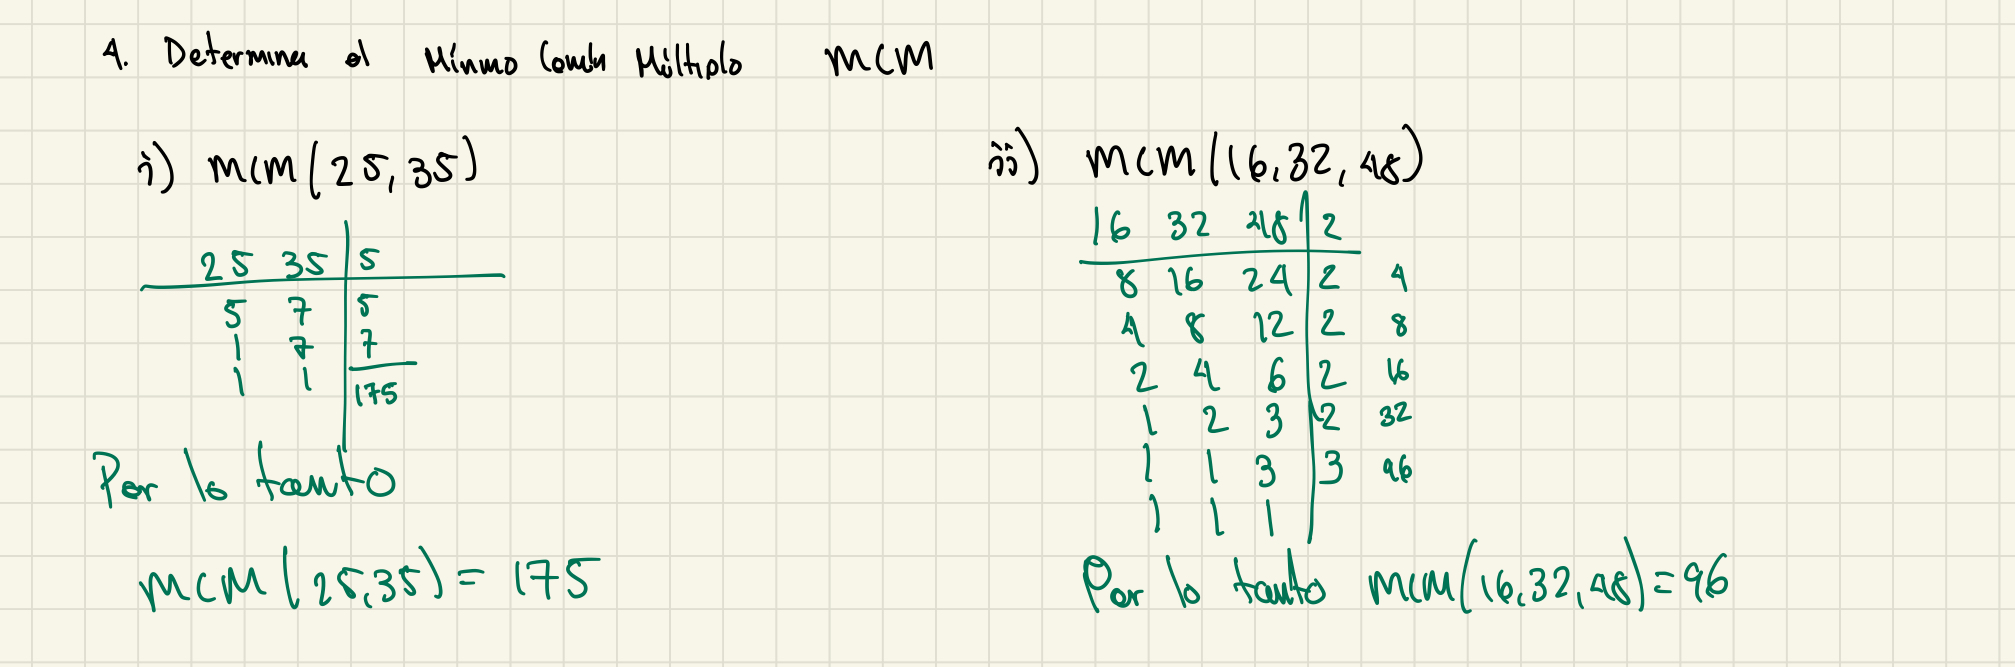 4. Determina el Mínimo Común Múltiplo MCM
i) MCM(25,35)
25 35 | 5
5 7 | 5
1 7 | 7
1 1 | 175
Por lo tanto
MCM(25,35) = 175
ii) MCM(16,32,48)
16 32 48 | 2
8 16 24 | 2 4
4 8 12 | 2 8
2 4 6 | 2 16
1 2 3 | 2 32
1 1 3 | 3 96
1 1 1 |
Por lo tanto MCM(16,32,48)=96